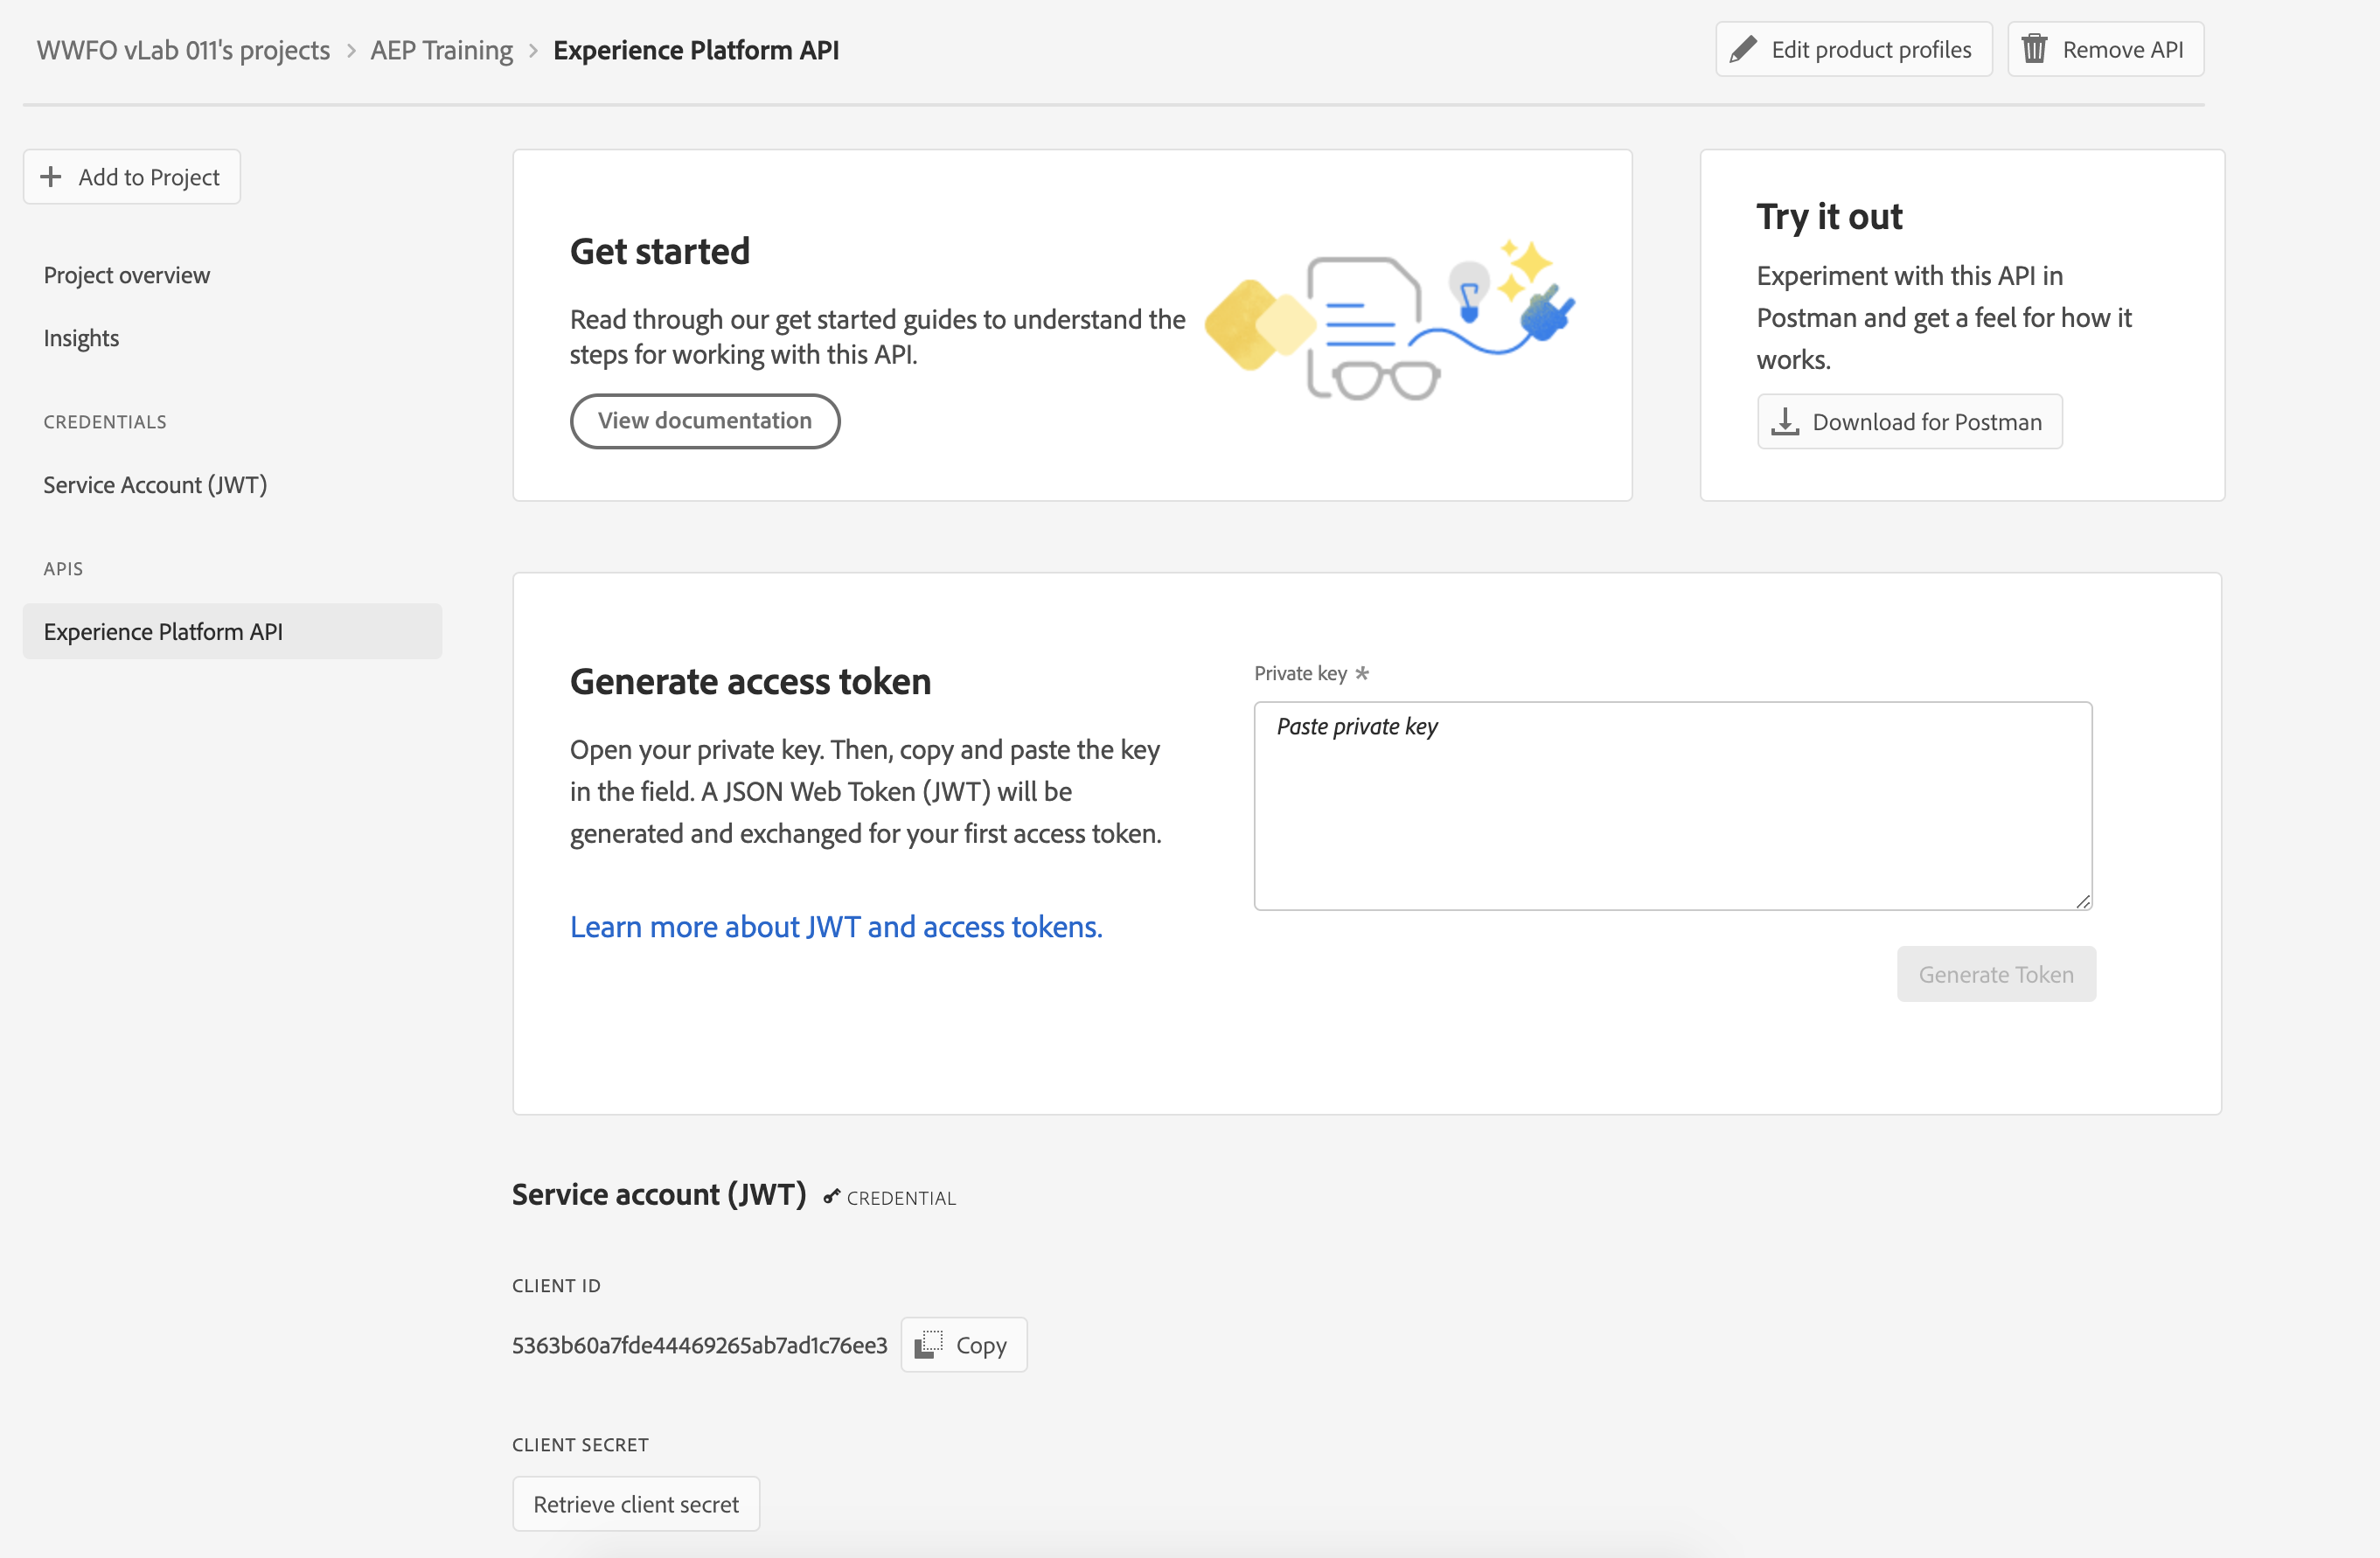 WWFO vLab 011's projects > AEP Training > Experience Platform API
Edit product profiles
Remove API
Add to Project
Project overview
Insights
CREDENTIALS
Service Account (JWT)
APIS
Experience Platform API
Get started
Read through our get started guides to understand the
steps for working with this API.
View documentation
Try it out
Experiment with this API in
Postman and get a feel for how it
works.
Download for Postman
Generate access token
Open your private key. Then, copy and paste the key
in the field. A JSON Web Token (JWT) will be
generated and exchanged for your first access token.
Learn more about JWT and access tokens.
Private key *
Paste private key
Generate Token
Service account (JWT) CREDENTIAL
CLIENT ID
5363b60a7fde44469265ab7ad1c76ee3
Copy
CLIENT SECRET
Retrieve client secret